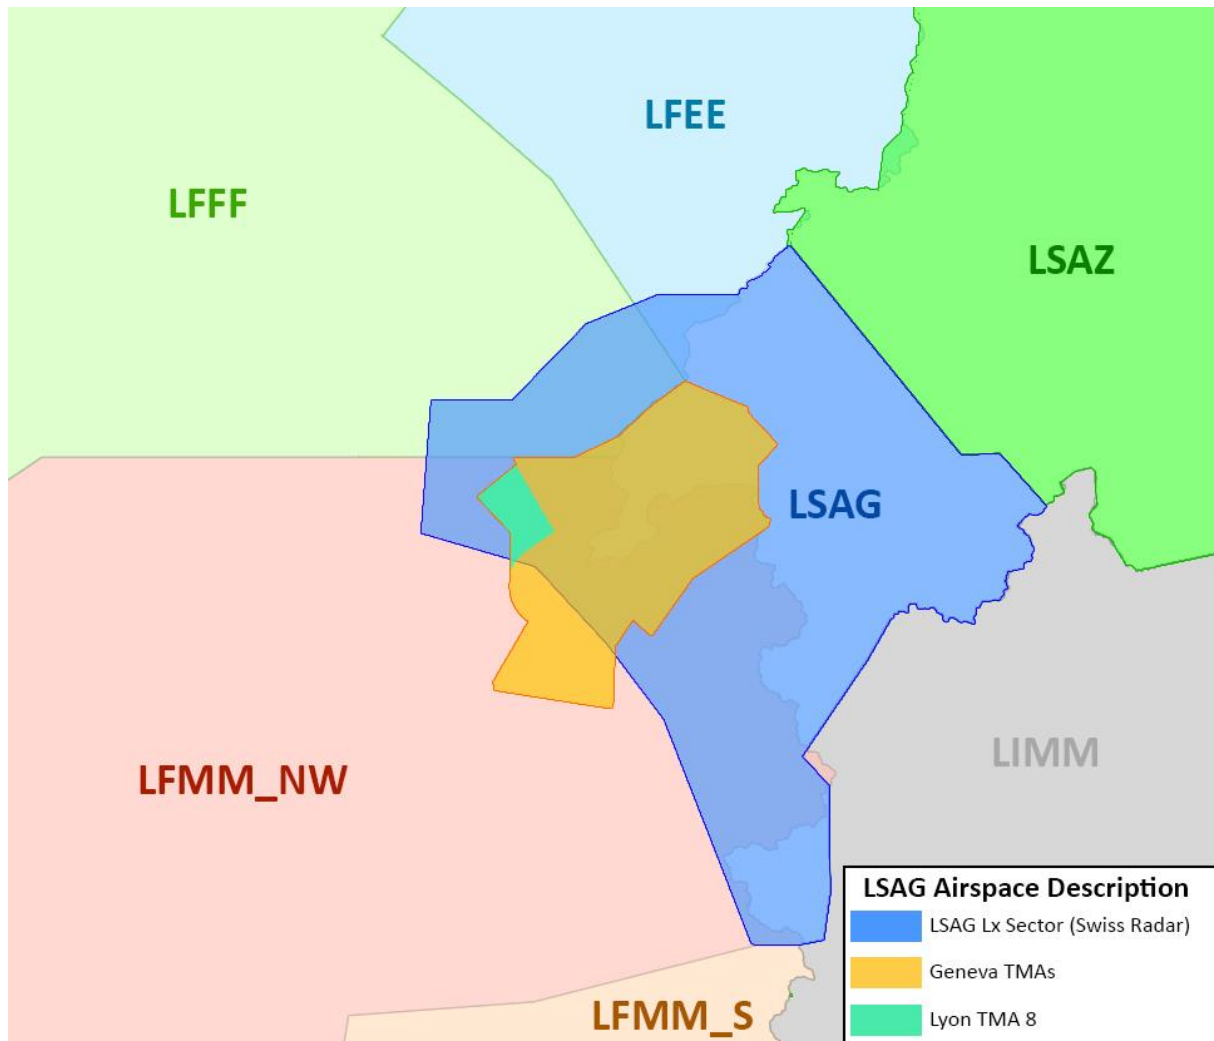 LFEE
LFFF
LSAZ
LSAG
LIMM
LFMM_NW
LFMM_S
LSAG Airspace Description
LSAG Lx Sector (Swiss Radar)
Geneva TMAs
Lyon TMA 8